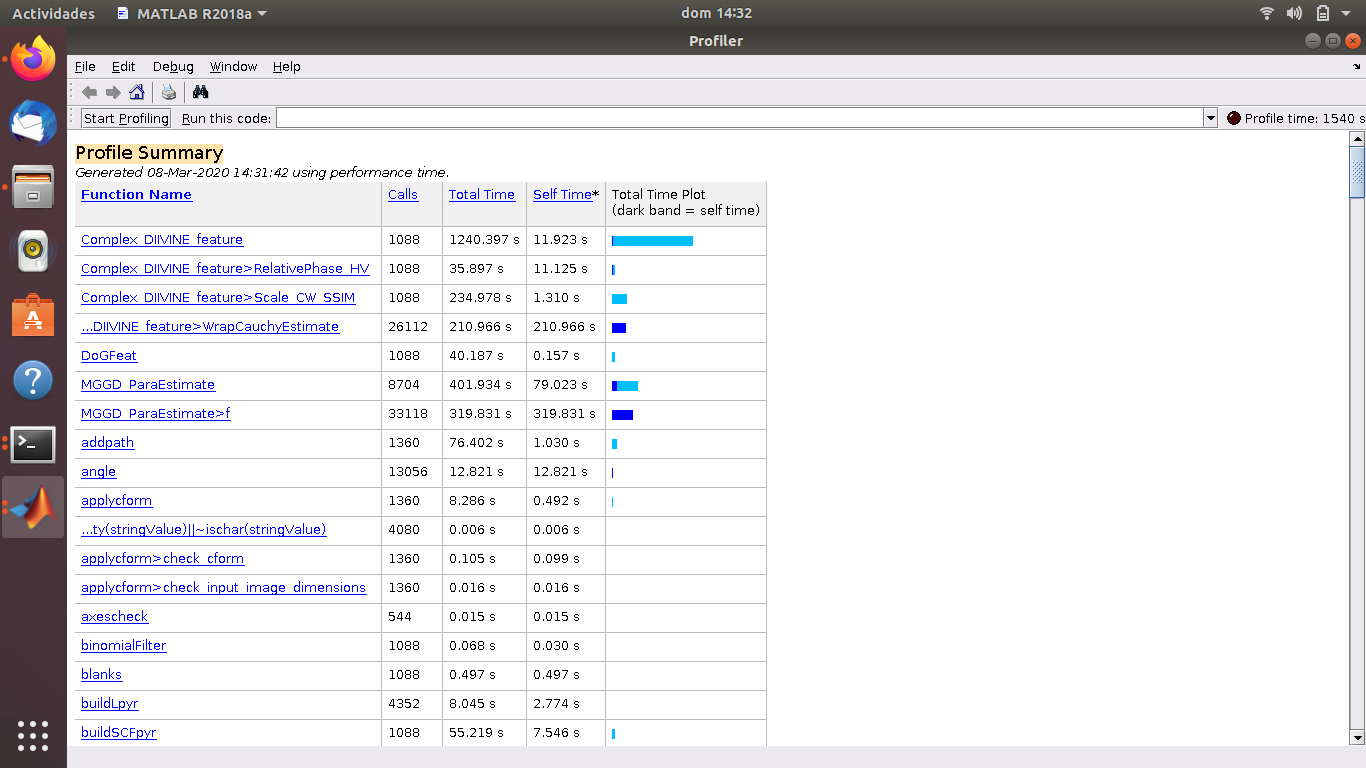 Actividades MATLAB R2018a dom 14:32
Profiler
File Edit Debug Window Help
Start Profiling Run this code: Profile time: 1540 s
Profile Summary
Generated 08-Mar-2020 14:31:42 using performance time.
Function Name Calls Total Time Self Time* Total Time Plot
(dark band = self time)
Complex_DIIVINE_feature 1088 1240.397 s 11.923 s
Complex_DIIVINE_feature>RelativePhase_HV 1088 35.897 s 11.125 s
Complex_DIIVINE_feature>Scale_CW_SSIM 1088 234.978 s 1.310 s
...DIIVINE_feature>WrapCauchyEstimate 26112 210.966 s 210.966 s
DoGFeat 1088 40.187 s 0.157 s
MGGD_ParaEstimate 8704 401.934 s 79.023 s
MGGD_ParaEstimate>f 33118 319.831 s 319.831 s
addpath 1360 76.402 s 1.030 s
angle 13056 12.821 s 12.821 s
applycform 1360 8.286 s 0.492 s
...ty(stringValue)||~ischar(stringValue) 4080 0.006 s 0.006 s
applycform>check_cform 1360 0.105 s 0.099 s
applycform>check_input_image_dimensions 1360 0.016 s 0.016 s
axescheck 544 0.015 s 0.015 s
binomialFilter 1088 0.068 s 0.030 s
blanks 1088 0.497 s 0.497 s
buildLpyr 4352 8.045 s 2.774 s
buildSCFpyr 1088 55.219 s 7.546 s